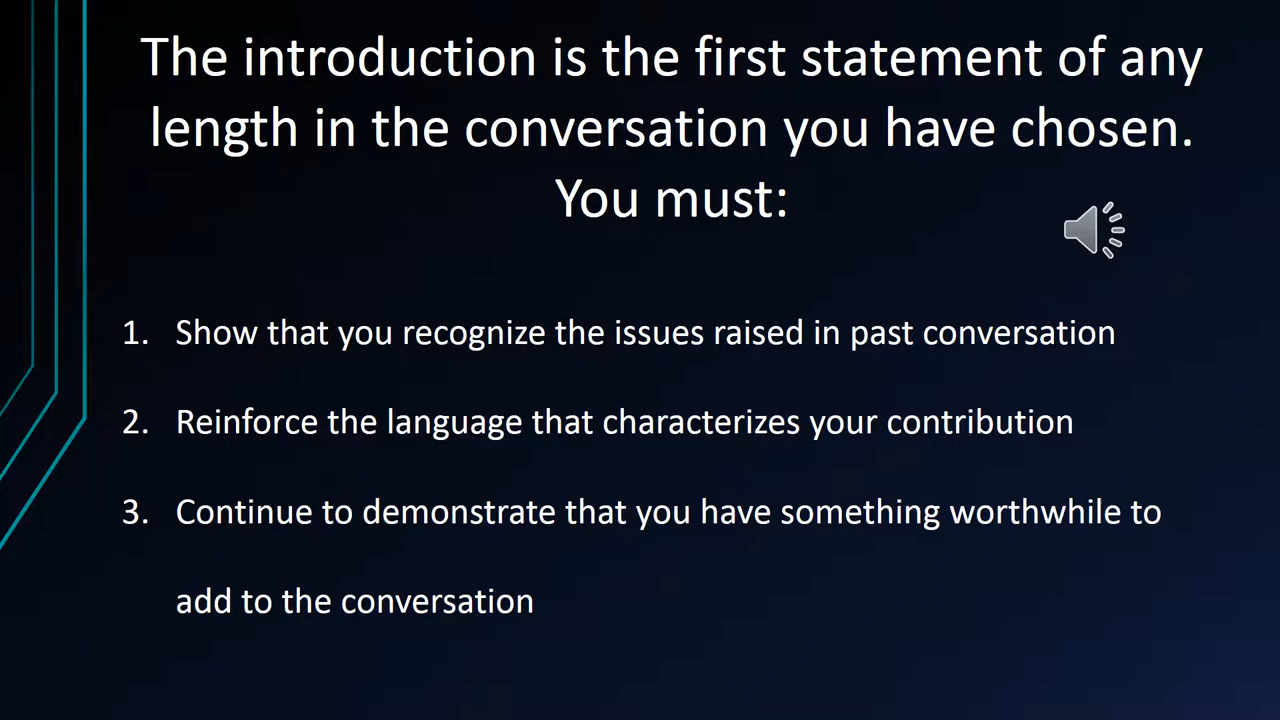 The introduction is the first statement of any
length in the conversation you have chosen.
You must:
1. Show that you recognize the issues raised in past conversation
2. Reinforce the language that characterizes your contribution
3. Continue to demonstrate that you have something worthwhile to
add to the conversation